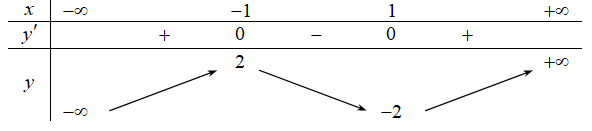 x −∞ −1 1 +∞
y′ + 0 − 0 +
2 +∞
y
−∞ −2